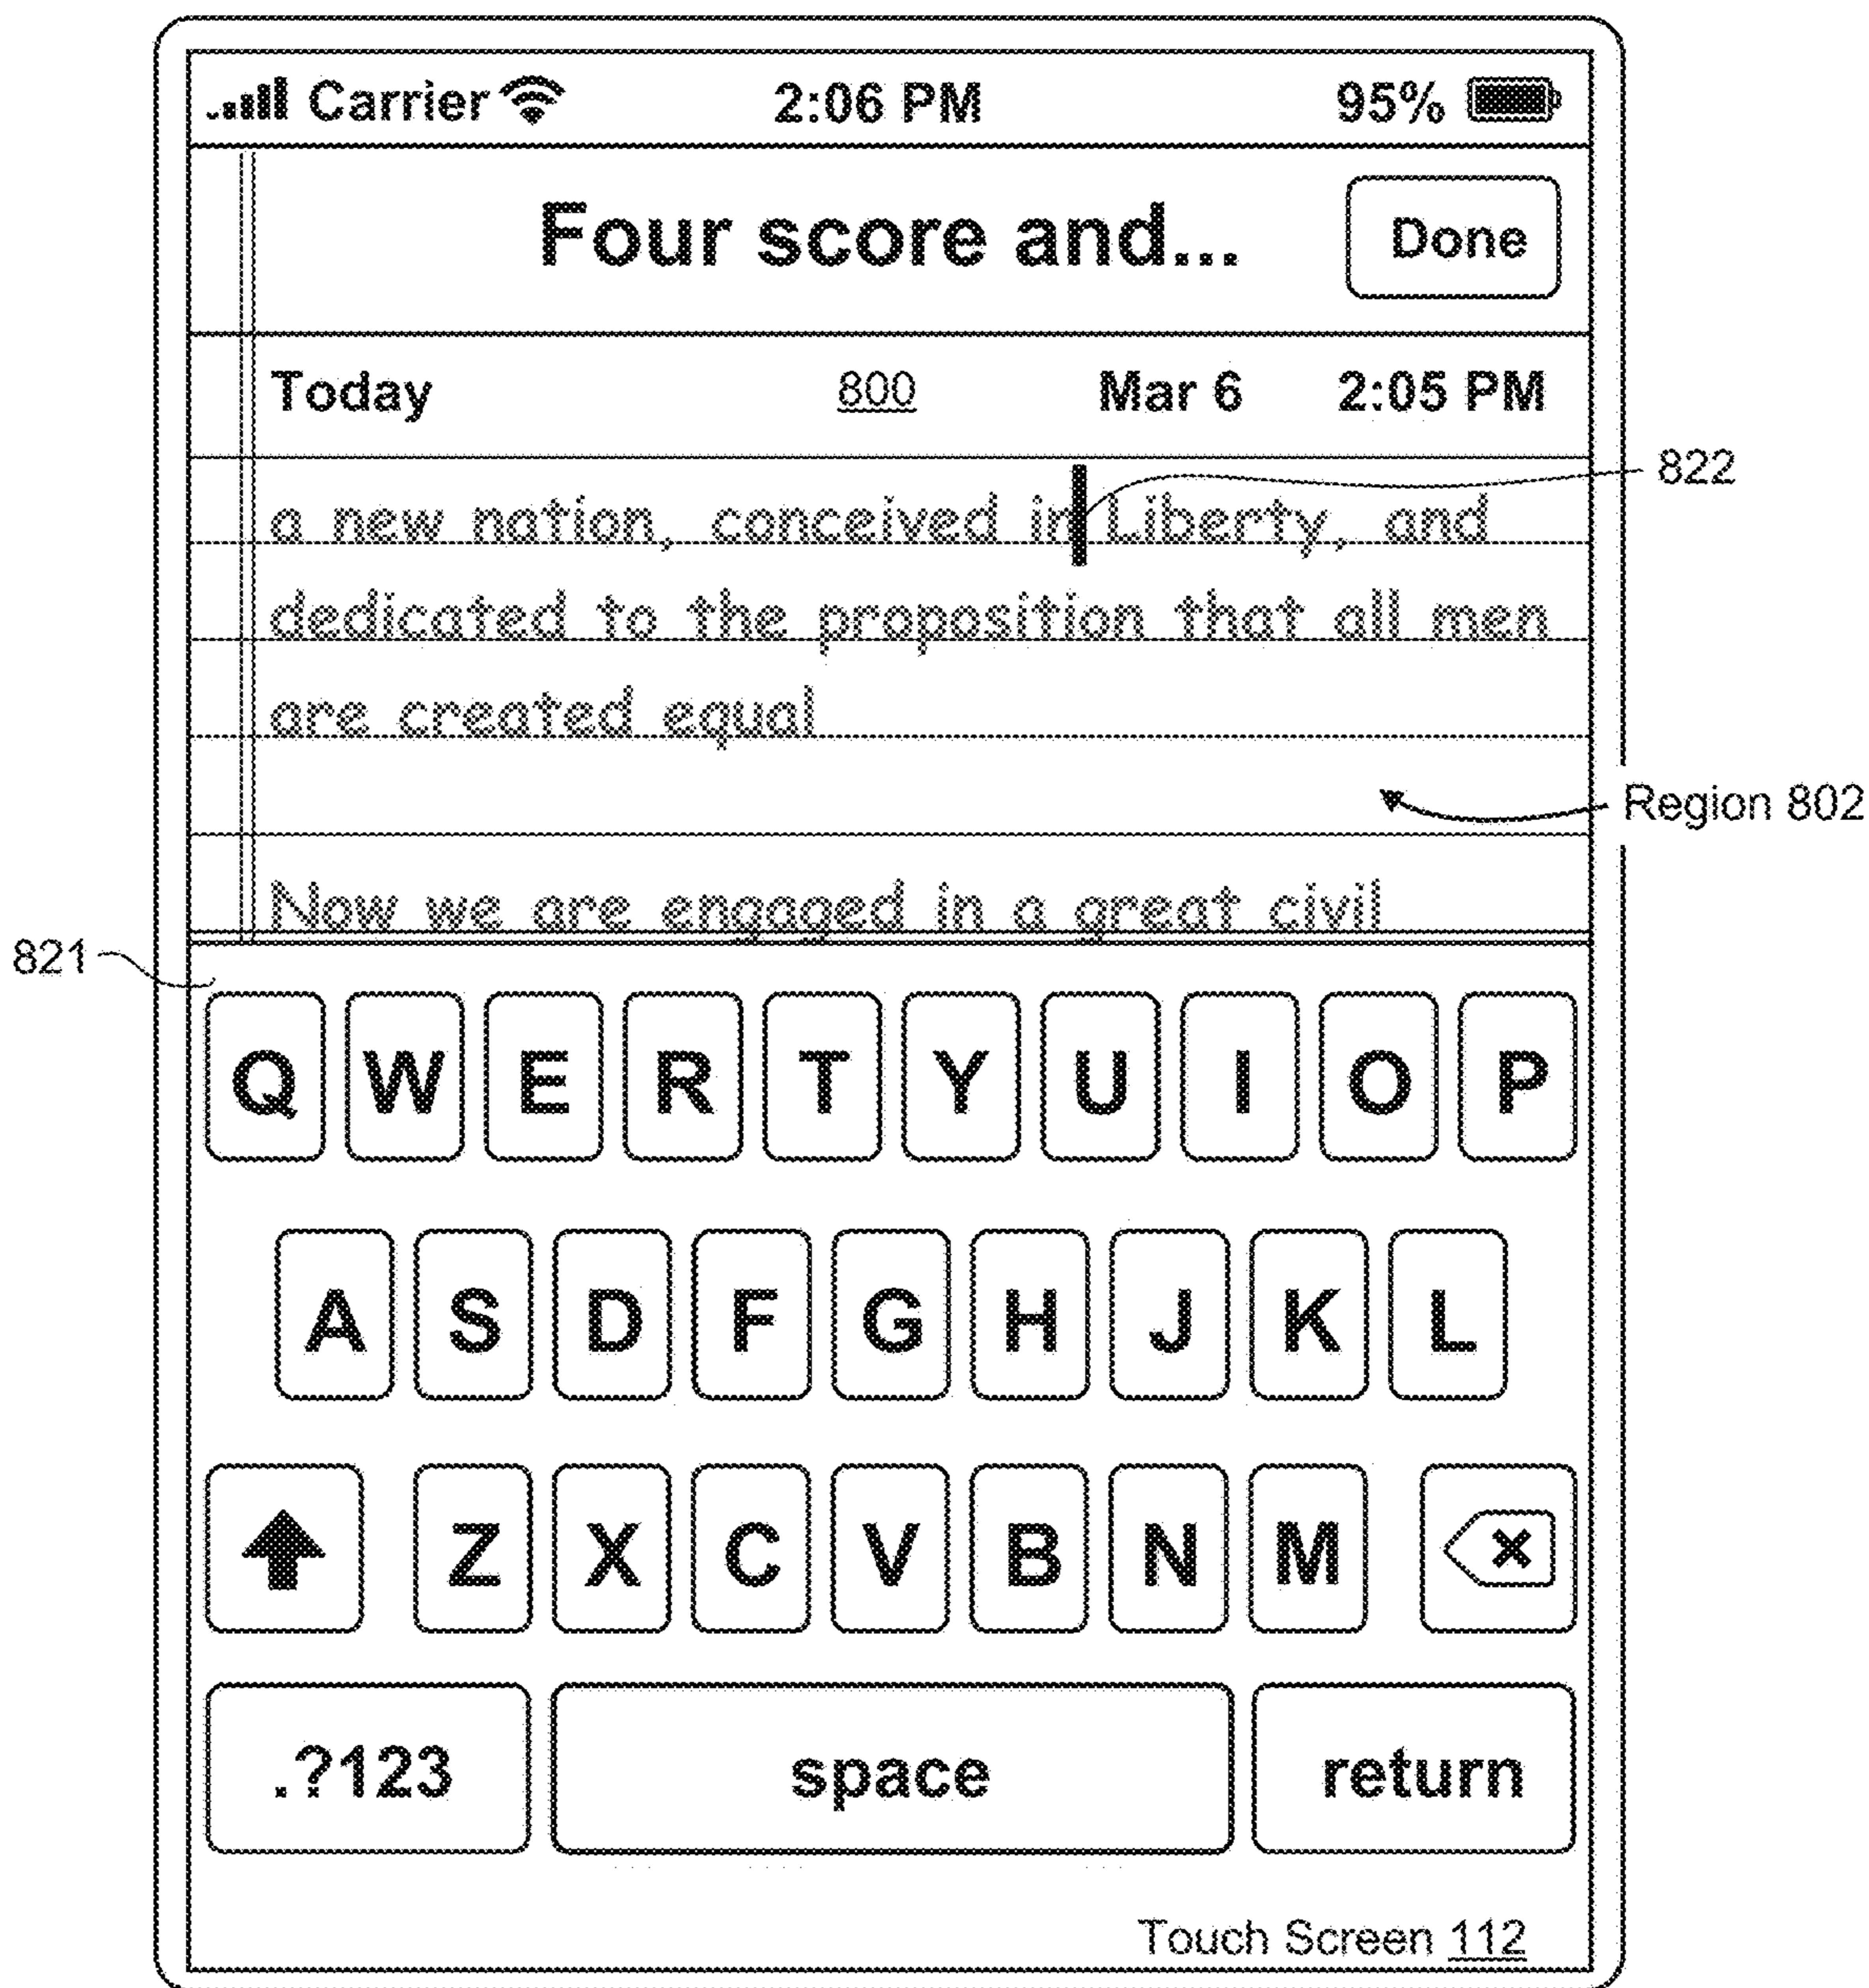 Carrier 2:06 PM 95%
Four score and... Done
Today 800 Mar 6 2:05 PM
822
a new nation, conceived in Liberty, and
dedicated to the proposition that all men
are created equal
Region 802
Now we are engaged in a great civil
821
Q W E R T Y U I O P
A S D F G H J K L
Z X C V B N M
.?123 space return
Touch Screen 112